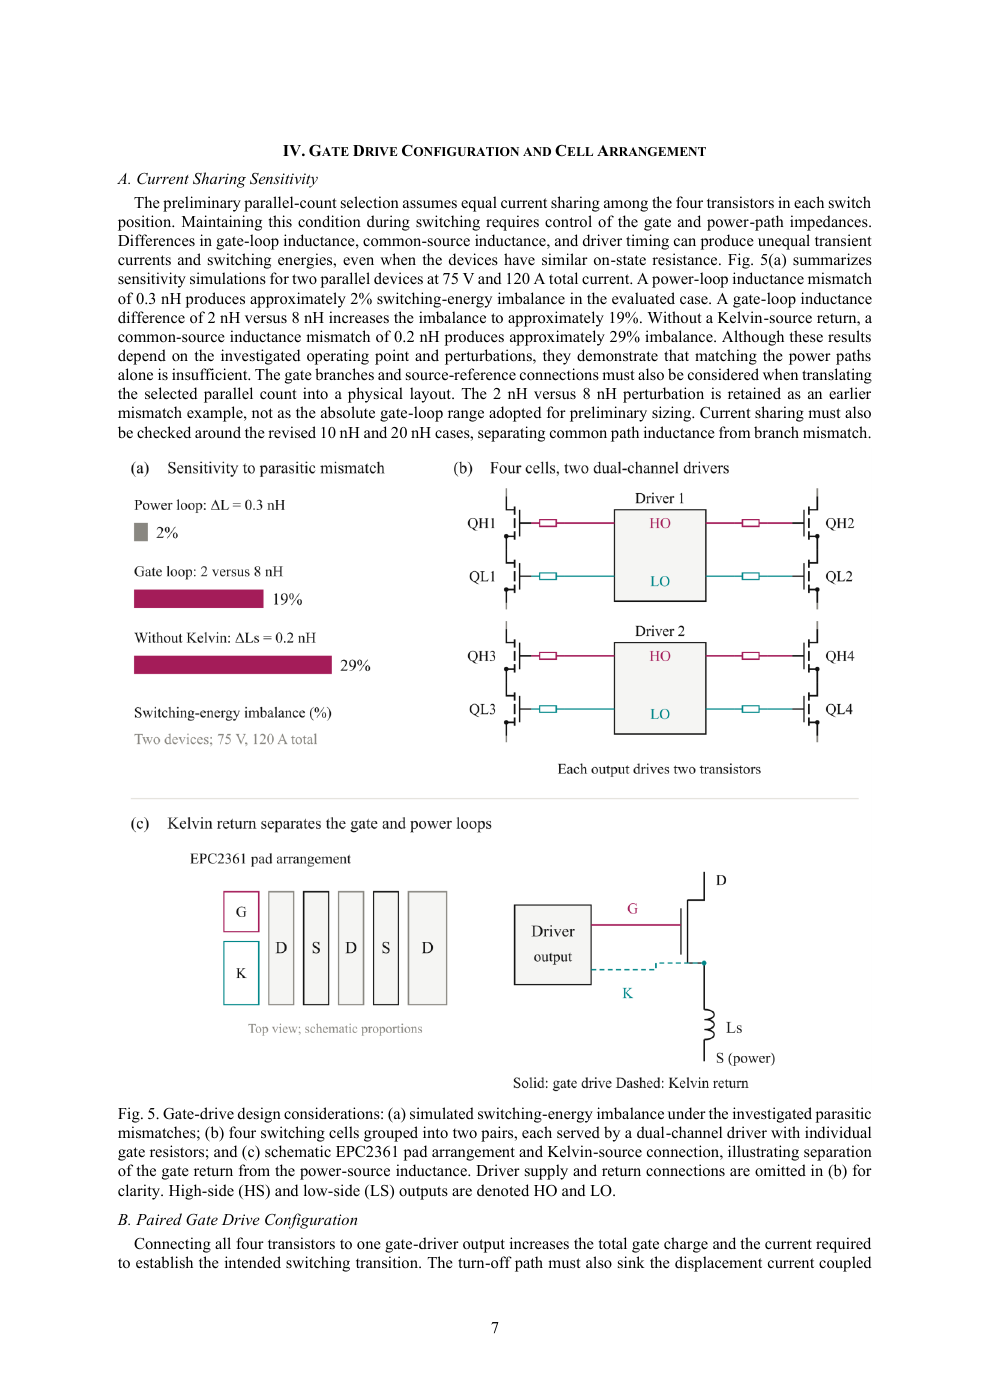 IV. GATE DRIVE CONFIGURATION AND CELL ARRANGEMENT
A. Current Sharing Sensitivity
The preliminary parallel-count selection assumes equal current sharing among the four transistors in each switch
position. Maintaining this condition during switching requires control of the gate and power-path impedances.
Differences in gate-loop inductance, common-source inductance, and driver timing can produce unequal transient
currents and switching energies, even when the devices have similar on-state resistance. Fig. 5(a) summarizes
sensitivity simulations for two parallel devices at 75 V and 120 A total current. A power-loop inductance mismatch
of 0.3 nH produces approximately 2% switching-energy imbalance in the evaluated case. A gate-loop inductance
difference of 2 nH versus 8 nH increases the imbalance to approximately 19%. Without a Kelvin-source return, a
common-source inductance mismatch of 0.2 nH produces approximately 29% imbalance. Although these results
depend on the investigated operating point and perturbations, they demonstrate that matching the power paths
alone is insufficient. The gate branches and source-reference connections must also be considered when translating
the selected parallel count into a physical layout. The 2 nH versus 8 nH perturbation is retained as an earlier
mismatch example, not as the absolute gate-loop range adopted for preliminary sizing. Current sharing must also
be checked around the revised 10 nH and 20 nH cases, separating common path inductance from branch mismatch.
(a) Sensitivity to parasitic mismatch
Power loop: ΔL = 0.3 nH
2%
Gate loop: 2 versus 8 nH
19%
Without Kelvin: ΔLs = 0.2 nH
29%
Switching-energy imbalance (%)
Two devices; 75 V, 120 A total
(b) Four cells, two dual-channel drivers
Driver 1
QH1 HO QH2
QL1 LO QL2
Driver 2
QH3 HO QH4
QL3 LO QL4
Each output drives two transistors
(c) Kelvin return separates the gate and power loops
EPC2361 pad arrangement
G
K
D S D S D
Top view; schematic proportions
D
G
Driver
output
K
Ls
S (power)
Solid: gate drive Dashed: Kelvin return
Fig. 5. Gate-drive design considerations: (a) simulated switching-energy imbalance under the investigated parasitic
mismatches; (b) four switching cells grouped into two pairs, each served by a dual-channel driver with individual
gate resistors; and (c) schematic EPC2361 pad arrangement and Kelvin-source connection, illustrating separation
of the gate return from the power-source inductance. Driver supply and return connections are omitted in (b) for
clarity. High-side (HS) and low-side (LS) outputs are denoted HO and LO.
B. Paired Gate Drive Configuration
Connecting all four transistors to one gate-driver output increases the total gate charge and the current required
to establish the intended switching transition. The turn-off path must also sink the displacement current coupled
7